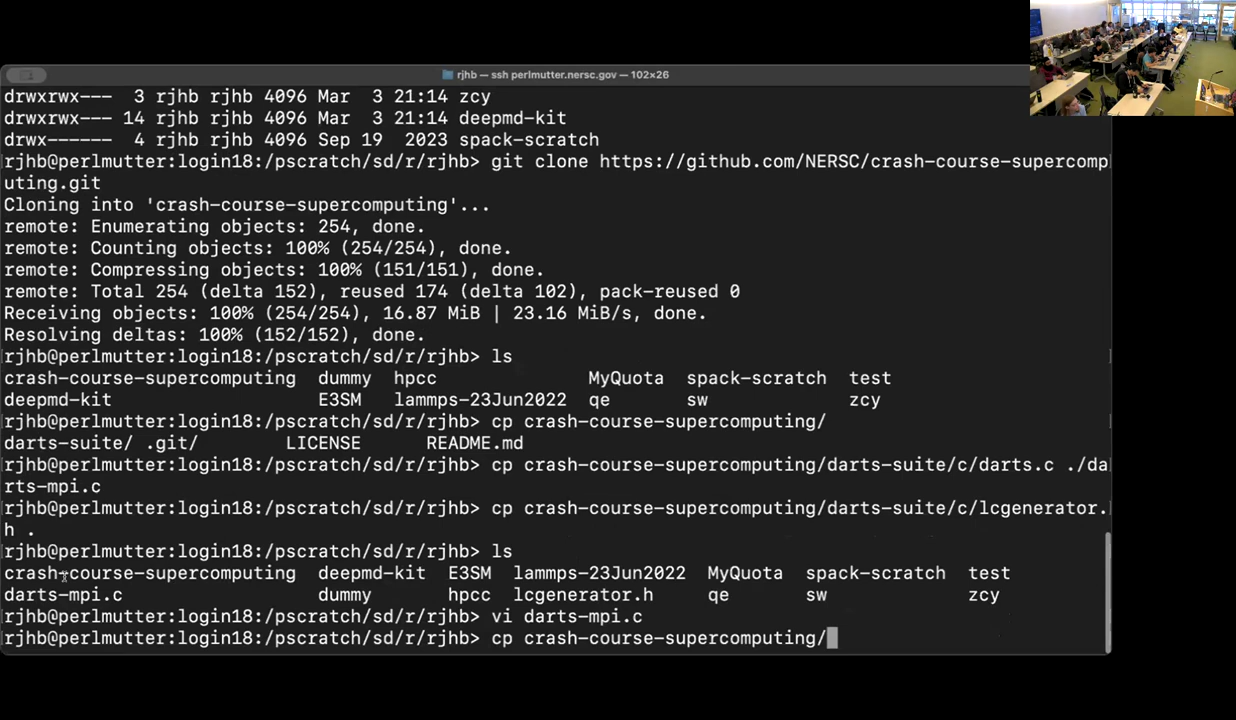 rjhb — ssh perlmutter.nersc.gov — 102×26
drwxrwx---  3 rjhb rjhb 4096 Mar  3 21:14 zcy
drwxrwx--- 14 rjhb rjhb 4096 Mar  3 21:14 deepmd-kit
drwx------  4 rjhb rjhb 4096 Sep 19  2023 spack-scratch
rjhb@perlmutter:login18:/pscratch/sd/r/rjhb> git clone https://github.com/NERSC/crash-course-supercomp
uting.git
Cloning into 'crash-course-supercomputing'...
remote: Enumerating objects: 254, done.
remote: Counting objects: 100% (254/254), done.
remote: Compressing objects: 100% (151/151), done.
remote: Total 254 (delta 152), reused 174 (delta 102), pack-reused 0
Receiving objects: 100% (254/254), 16.87 MiB | 23.16 MiB/s, done.
Resolving deltas: 100% (152/152), done.
rjhb@perlmutter:login18:/pscratch/sd/r/rjhb> ls
crash-course-supercomputing  dummy  hpcc             MyQuota  spack-scratch  test
deepmd-kit                   E3SM   lammps-23Jun2022  qe       sw             zcy
rjhb@perlmutter:login18:/pscratch/sd/r/rjhb> cp crash-course-supercomputing/
darts-suite/ .git/        LICENSE      README.md
rjhb@perlmutter:login18:/pscratch/sd/r/rjhb> cp crash-course-supercomputing/darts-suite/c/darts.c ./da
rts-mpi.c
rjhb@perlmutter:login18:/pscratch/sd/r/rjhb> cp crash-course-supercomputing/darts-suite/c/lcgenerator.
h .
rjhb@perlmutter:login18:/pscratch/sd/r/rjhb> ls
crash-course-supercomputing  deepmd-kit  E3SM  lammps-23Jun2022  MyQuota  spack-scratch  test
darts-mpi.c                  dummy       hpcc  lcgenerator.h     qe       sw             zcy
rjhb@perlmutter:login18:/pscratch/sd/r/rjhb> vi darts-mpi.c
rjhb@perlmutter:login18:/pscratch/sd/r/rjhb> cp crash-course-supercomputing/